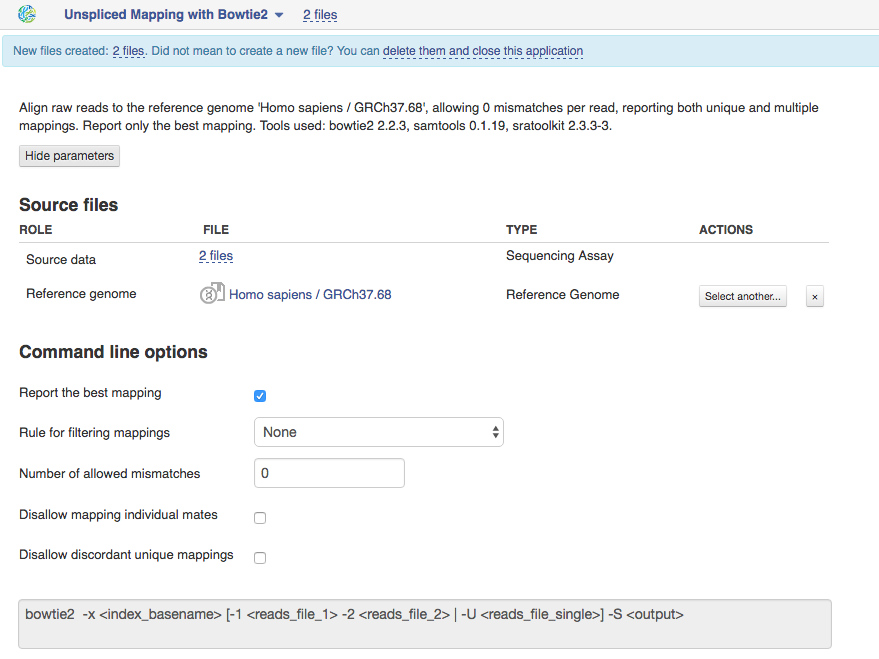 Unspliced Mapping with Bowtie2 2 files
New files created: 2 files. Did not mean to create a new file? You can delete them and close this application
Align raw reads to the reference genome 'Homo sapiens / GRCh37.68', allowing 0 mismatches per read, reporting both unique and multiple
mappings. Report only the best mapping. Tools used: bowtie2 2.2.3, samtools 0.1.19, sratoolkit 2.3.3-3.
Hide parameters
Source files
ROLE FILE TYPE ACTIONS
Source data 2 files Sequencing Assay
Reference genome Homo sapiens / GRCh37.68 Reference Genome Select another... ×
Command line options
Report the best mapping
Rule for filtering mappings None
Number of allowed mismatches 0
Disallow mapping individual mates
Disallow discordant unique mappings
bowtie2 -x <index_basename> [-1 <reads_file_1> -2 <reads_file_2> | -U <reads_file_single>] -S <output>